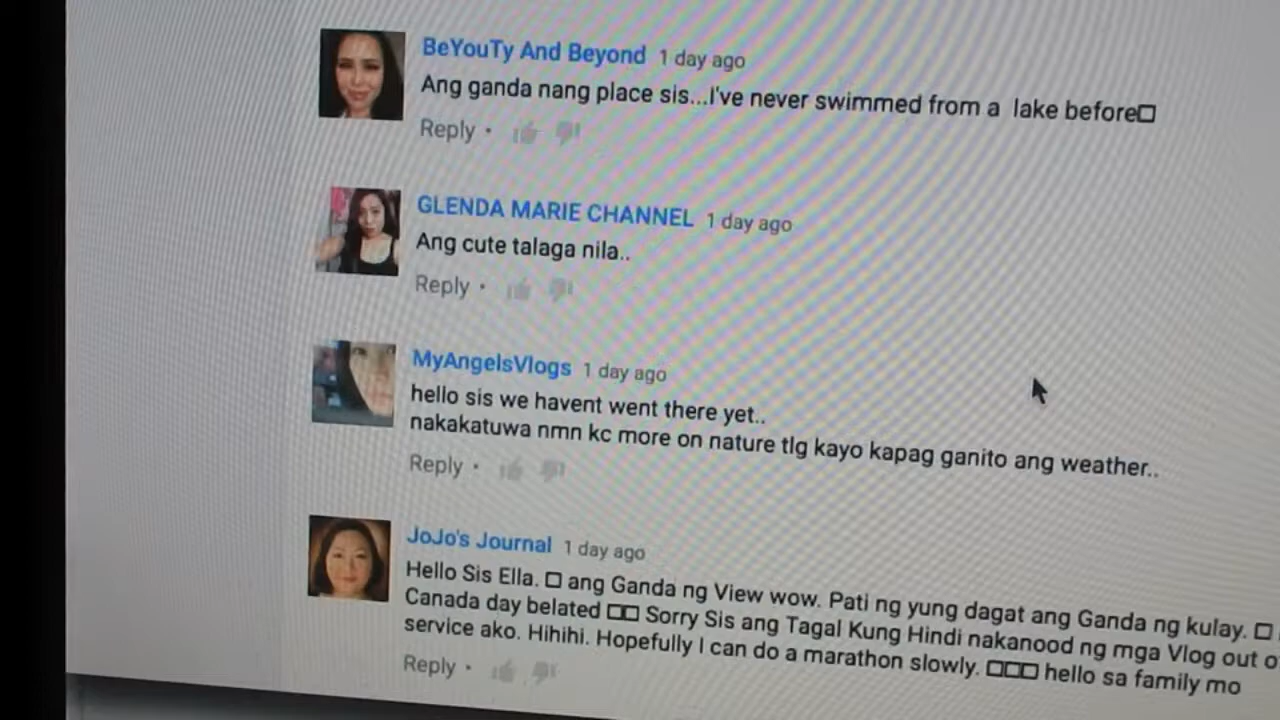 BeYouTy And Beyond 1 day ago
Ang ganda nang place sis...I've never swimmed from a lake before□
Reply •
GLENDA MARIE CHANNEL 1 day ago
Ang cute talaga nila..
Reply •
MyAngelsVlogs 1 day ago
hello sis we havent went there yet..
nakakatuwa nmn kc more on nature tlg kayo kapag ganito ang weather..
Reply •
JoJo's Journal 1 day ago
Hello Sis Ella. □ ang Ganda ng View wow. Pati ng yung dagat ang Ganda ng kulay. □
Canada day belated □□ Sorry Sis ang Tagal Kung Hindi nakanood ng mga Vlog out o
service ako. Hihihi. Hopefully I can do a marathon slowly. □□□ hello sa family mo
Reply •